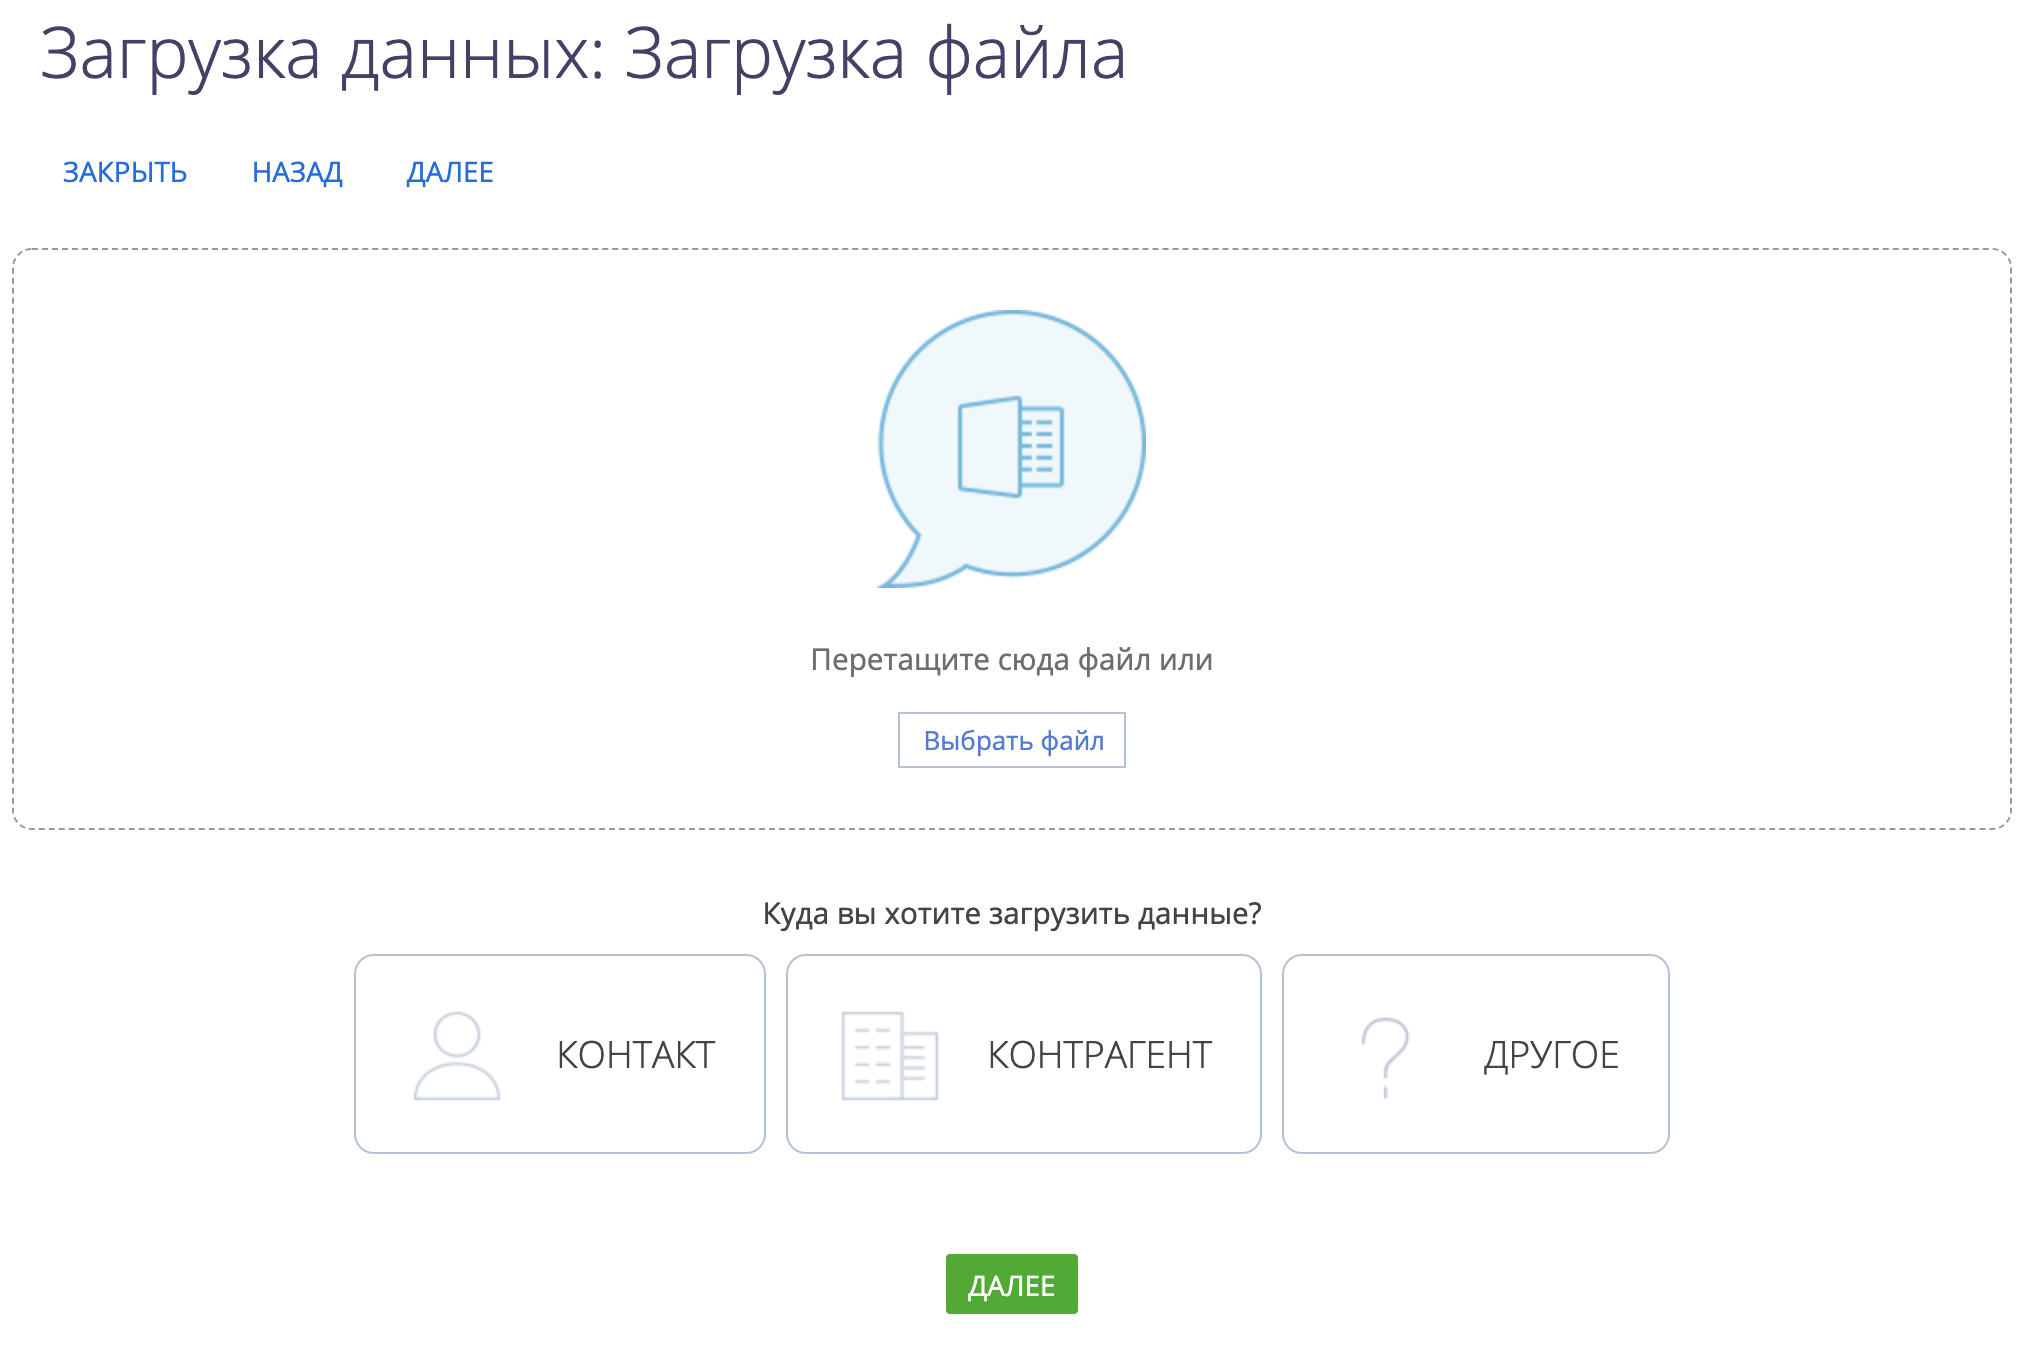 Загрузка данных: Загрузка файла
ЗАКРЫТЬ НАЗАД ДАЛЕЕ
Перетащите сюда файл или
Выбрать файл
Куда вы хотите загрузить данные?
КОНТАКТ КОНТРАГЕНТ ДРУГОЕ
ДАЛЕЕ